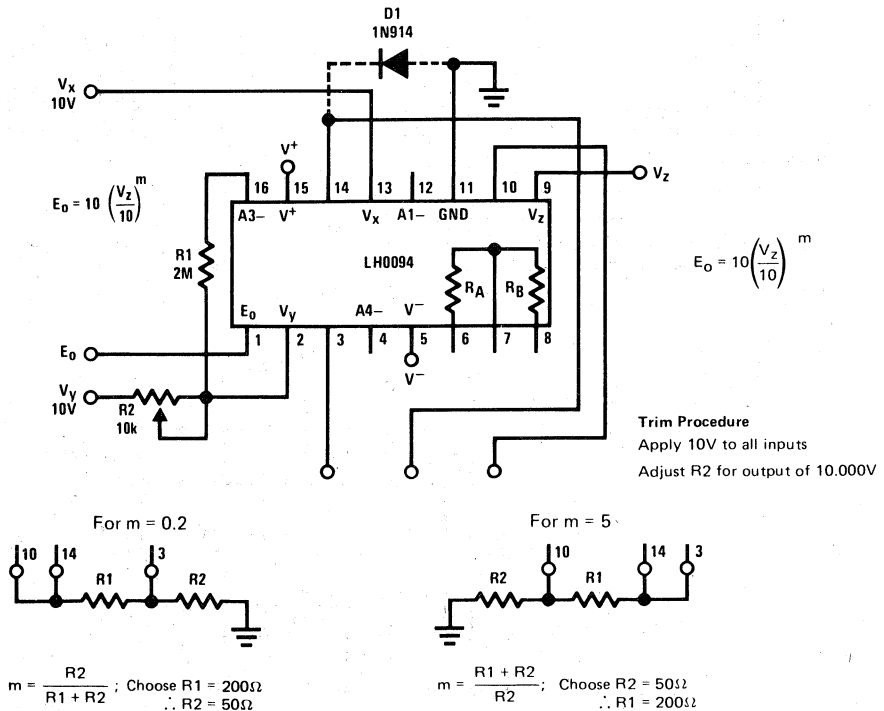 D1
1N914
Vx
10V
V+
16 15 14 13 12 11 10 9
Vz
E₀ = 10 (Vz/10)^m
A3– V+ Vx A1– GND Vz
R1
2M
LH0094
RA RB
E₀ = 10(Vz/10)^m
E₀ Vy A4– V–
1 2 3 4 5 6 7 8
E₀
V–
Vy
10V
R2
10k
Trim Procedure
Apply 10V to all inputs
Adjust R2 for output of 10.000V
For m = 0.2
10 14 3
R1 R2
m = R2/(R1 + R2) ; Choose R1 = 200Ω
∴ R2 = 50Ω
For m = 5
10 14 3
R2 R1
m = (R1 + R2)/R2; Choose R2 = 50Ω
∴ R1 = 200Ω